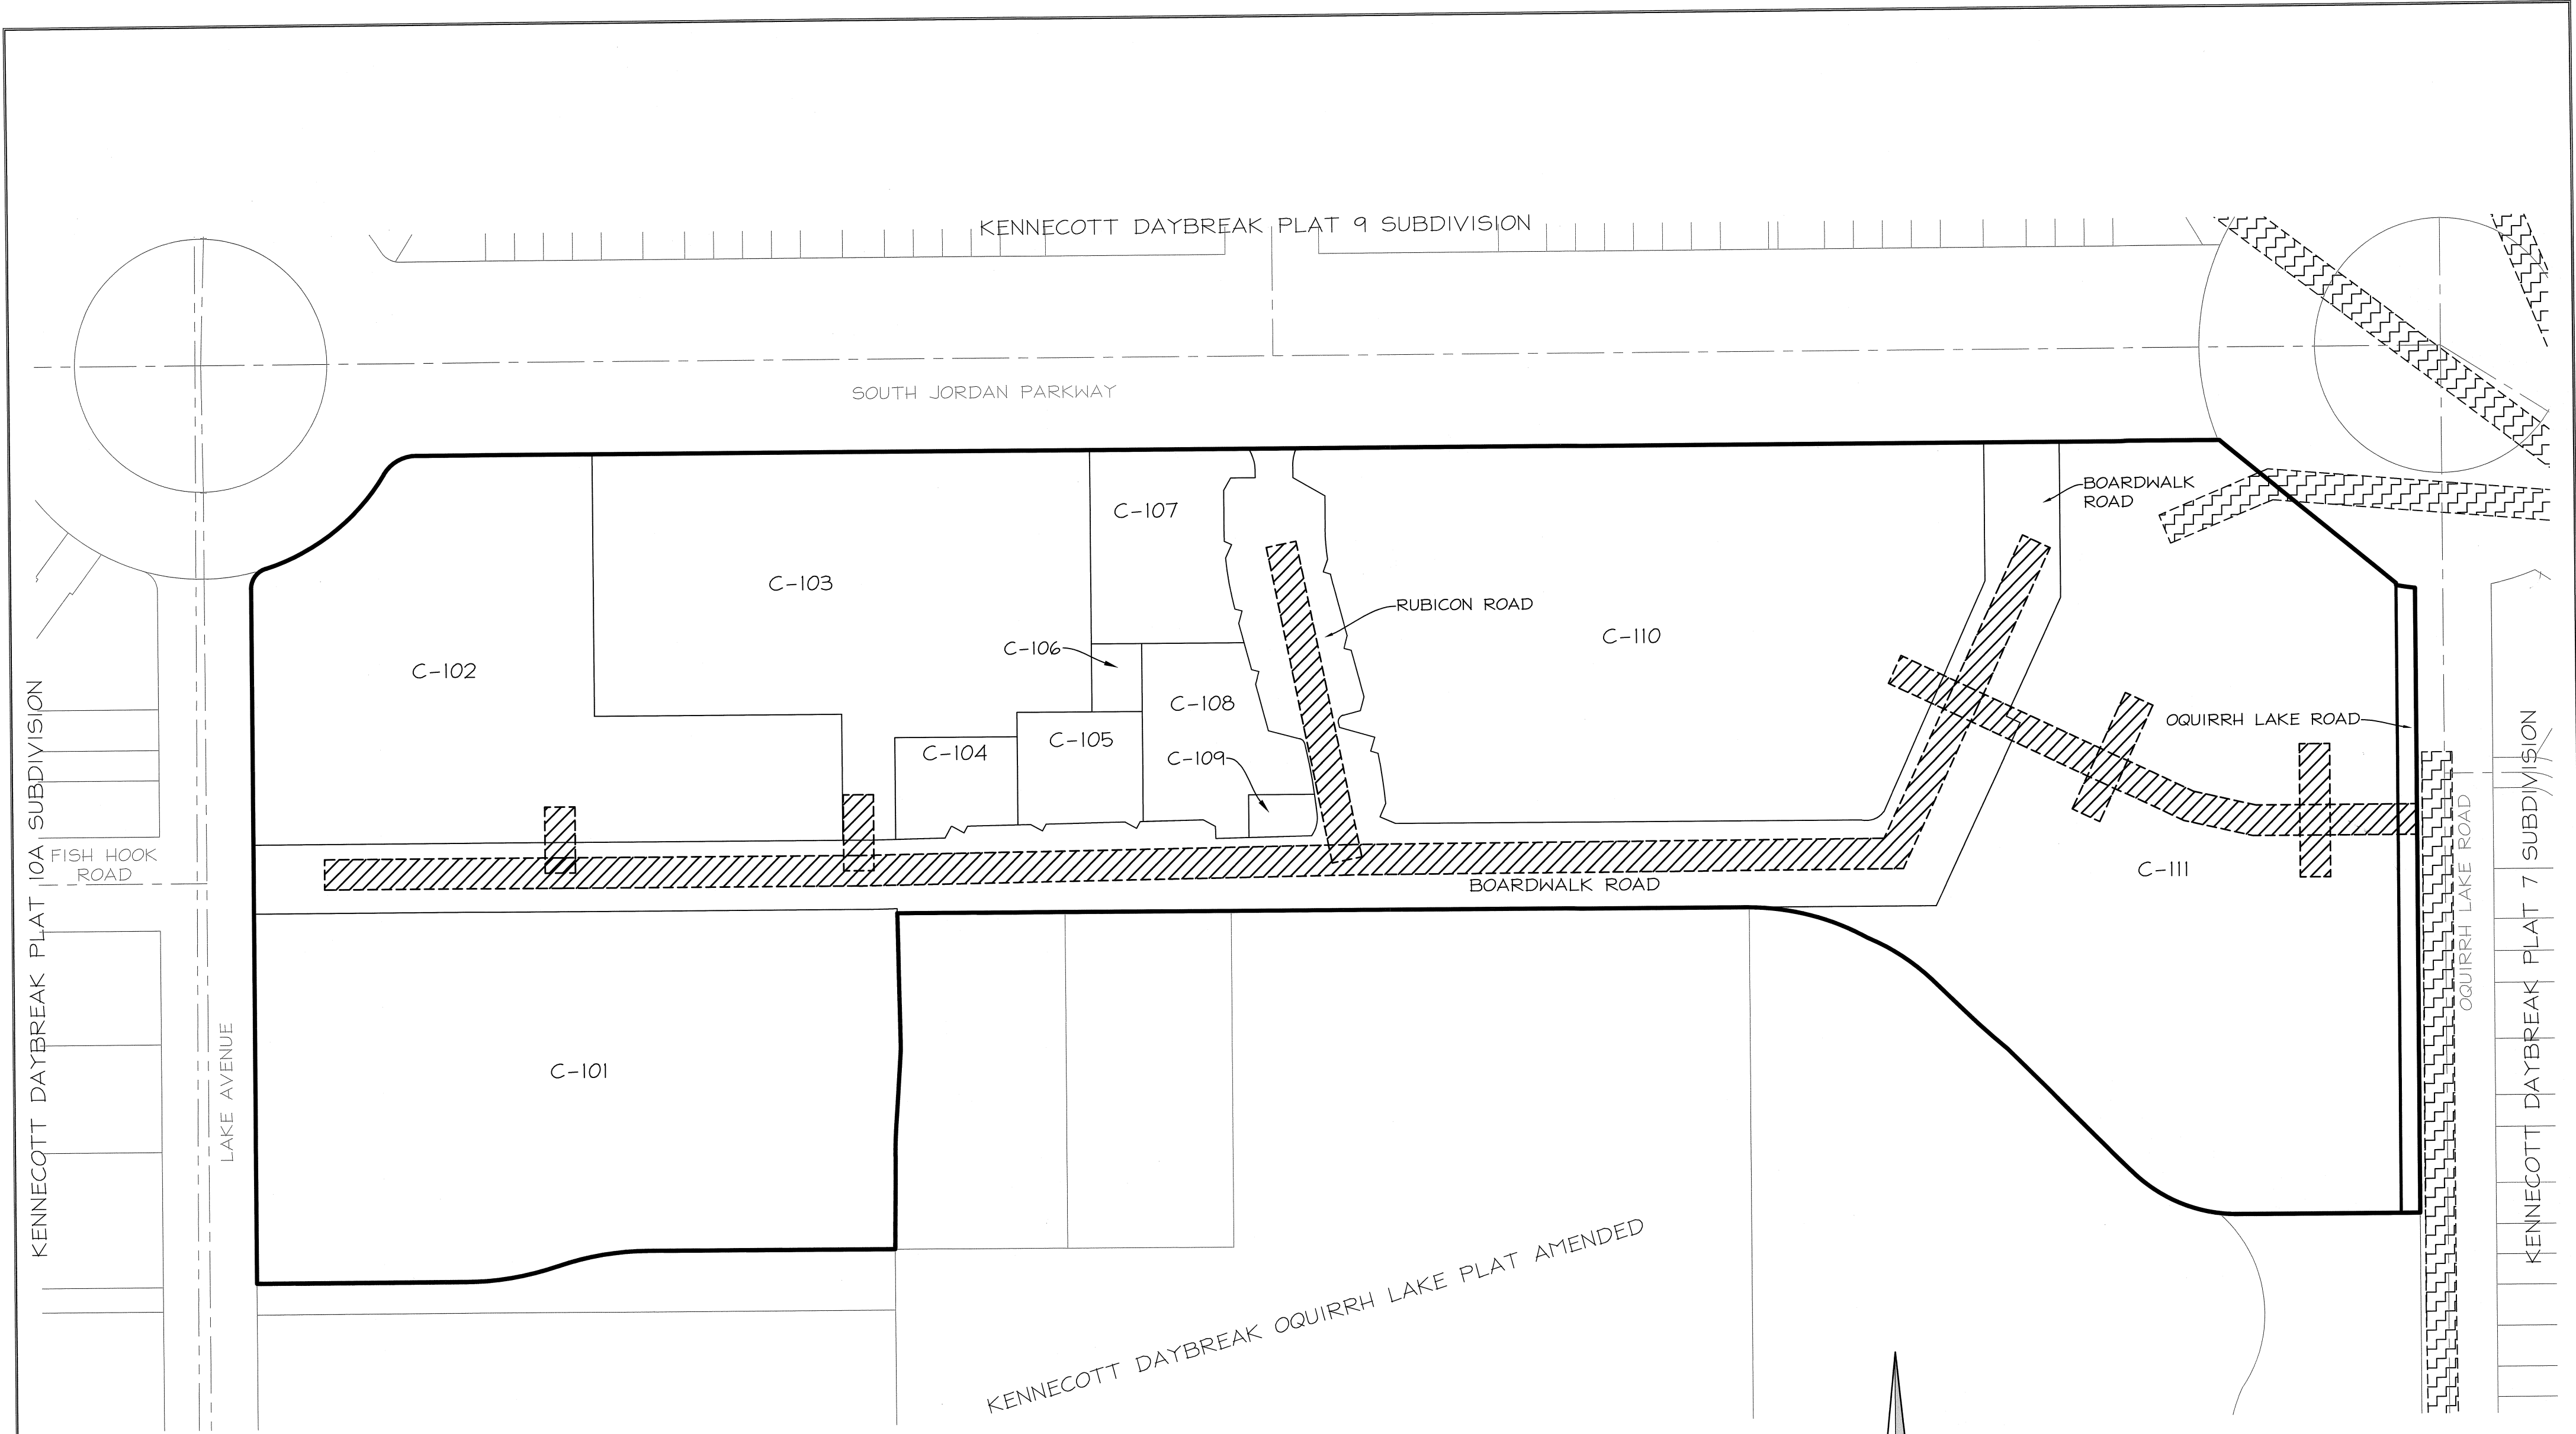 KENNECOTT DAYBREAK PLAT 9 SUBDIVISION
SOUTH JORDAN PARKWAY
BOARDWALK
ROAD
C-107
C-103
RUBICON ROAD
C-110
C-106
C-102
C-108
OQUIRRH LAKE ROAD
C-104
C-105
C-109
FISH HOOK
ROAD
C-111
BOARDWALK ROAD
KENNECOTT DAYBREAK PLAT 10A SUBDIVISION
LAKE AVENUE
C-101
OQUIRRH LAKE ROAD
KENNECOTT DAYBREAK PLAT 7 SUBDIVISION
KENNECOTT DAYBREAK OQUIRRH LAKE PLAT AMENDED